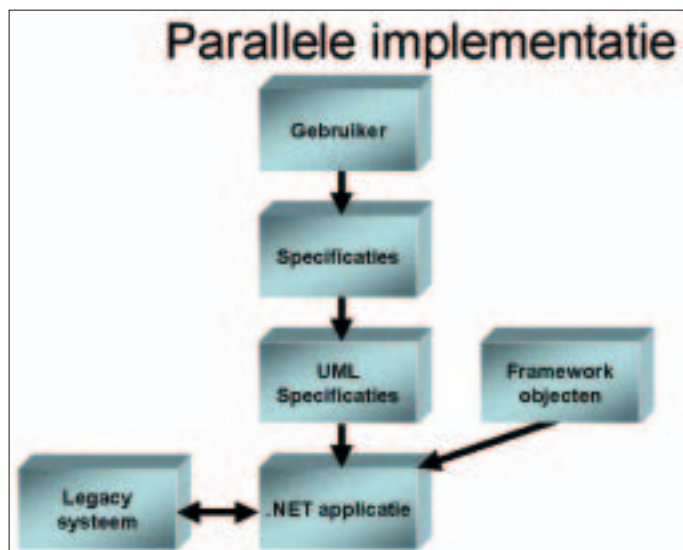 Parallele implementatie
Gebruiker
Specificaties
UML
Specificaties
Framework
objecten
Legacy
systeem
.NET applicatie